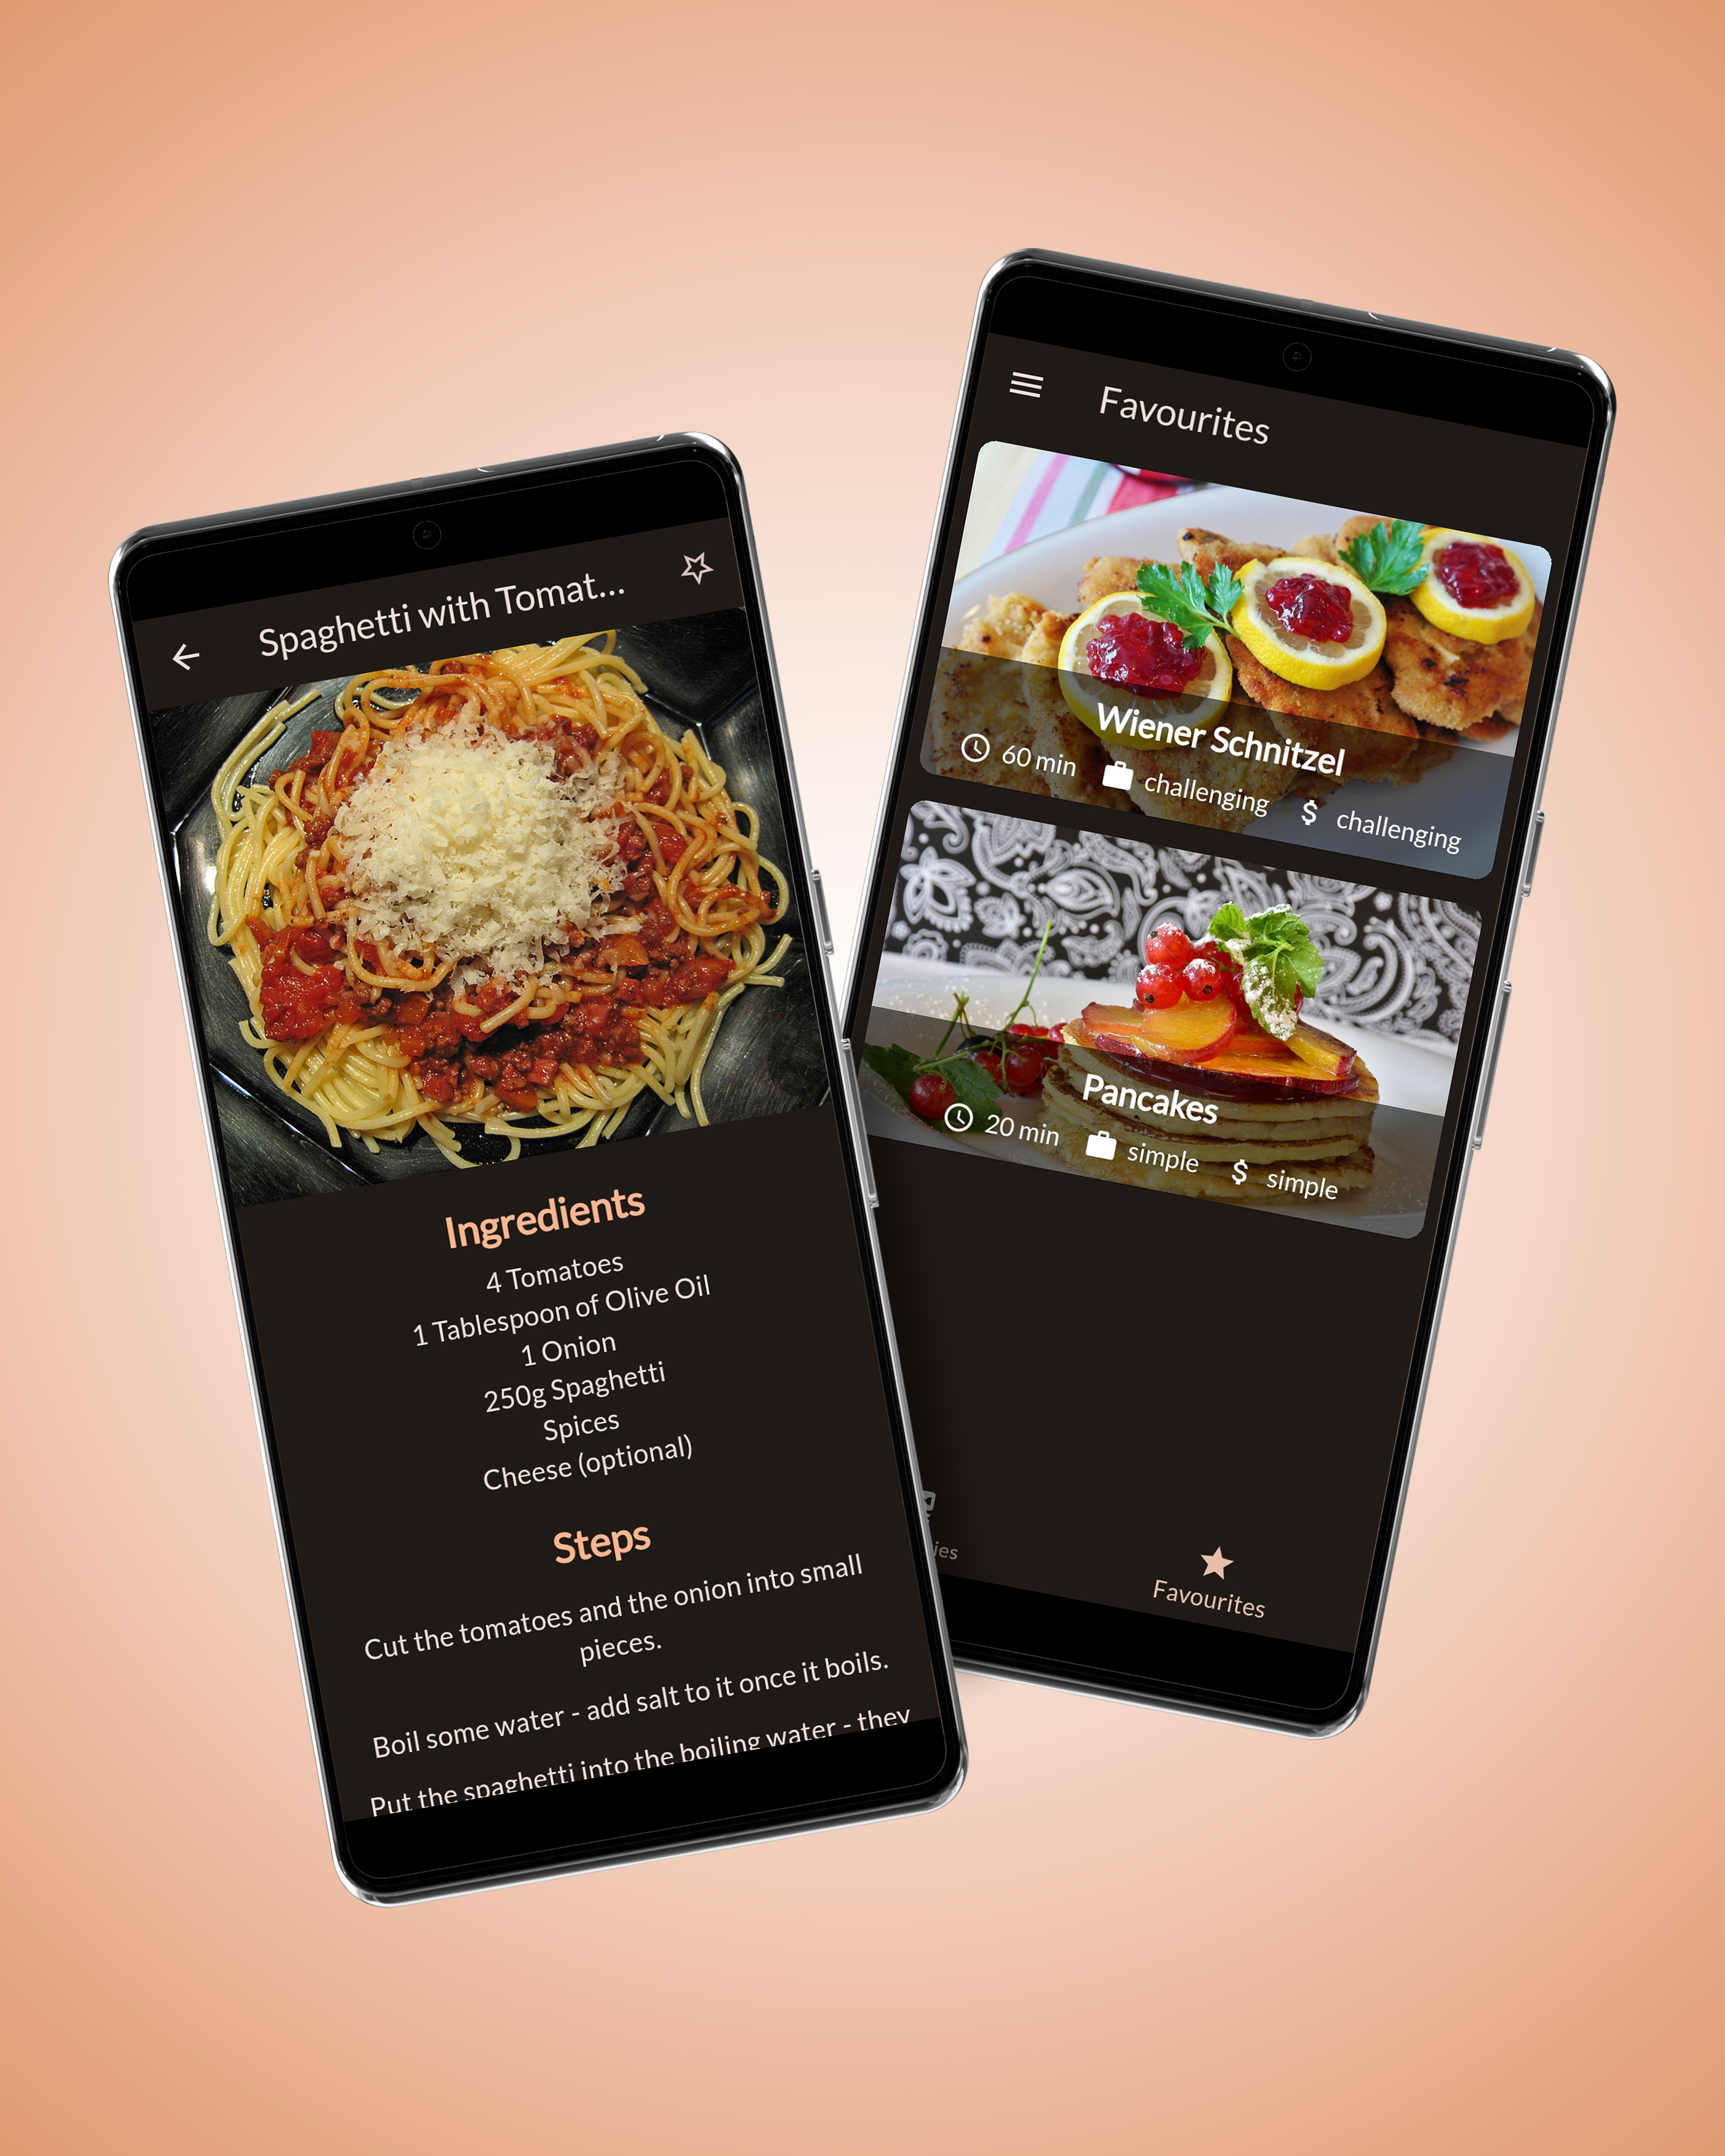 Spaghetti with Tomat...
Ingredients
4 Tomatoes
1 Tablespoon of Olive Oil
1 Onion
250g Spaghetti
Spices
Cheese (optional)
Steps
Cut the tomatoes and the onion into small
pieces.
Boil some water - add salt to it once it boils.
Put the spaghetti into the boiling water - they
Favourites
Wiener Schnitzel
60 min challenging $ challenging
Pancakes
20 min simple $ simple
ies
Favourites